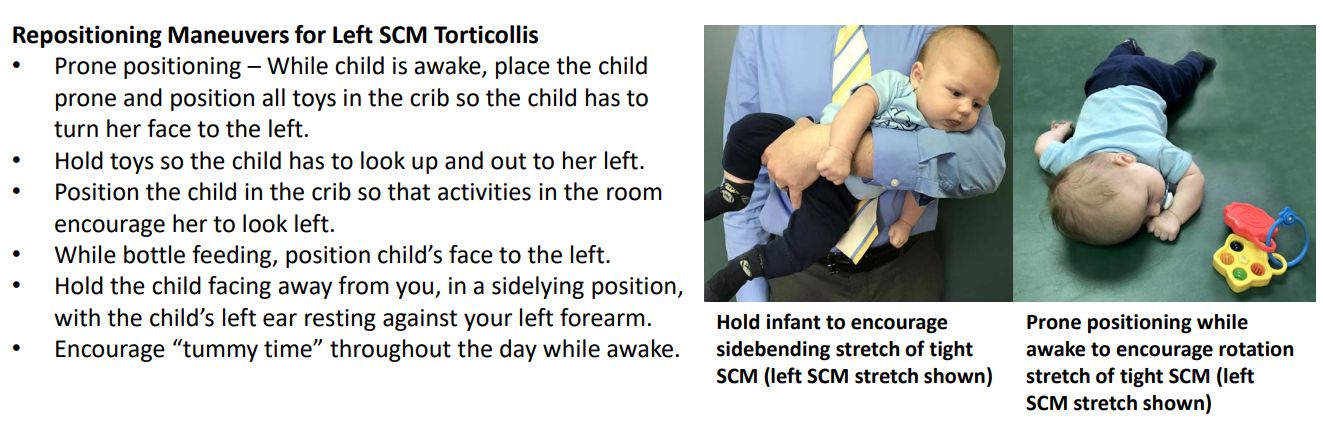 Repositioning Maneuvers for Left SCM Torticollis
• Prone positioning – While child is awake, place the child
prone and position all toys in the crib so the child has to
turn her face to the left.
• Hold toys so the child has to look up and out to her left.
• Position the child in the crib so that activities in the room
encourage her to look left.
• While bottle feeding, position child’s face to the left.
• Hold the child facing away from you, in a sidelying position,
with the child’s left ear resting against your left forearm.
• Encourage “tummy time” throughout the day while awake.
Hold infant to encourage
sidebending stretch of tight
SCM (left SCM stretch shown)
Prone positioning while
awake to encourage rotation
stretch of tight SCM (left
SCM stretch shown)